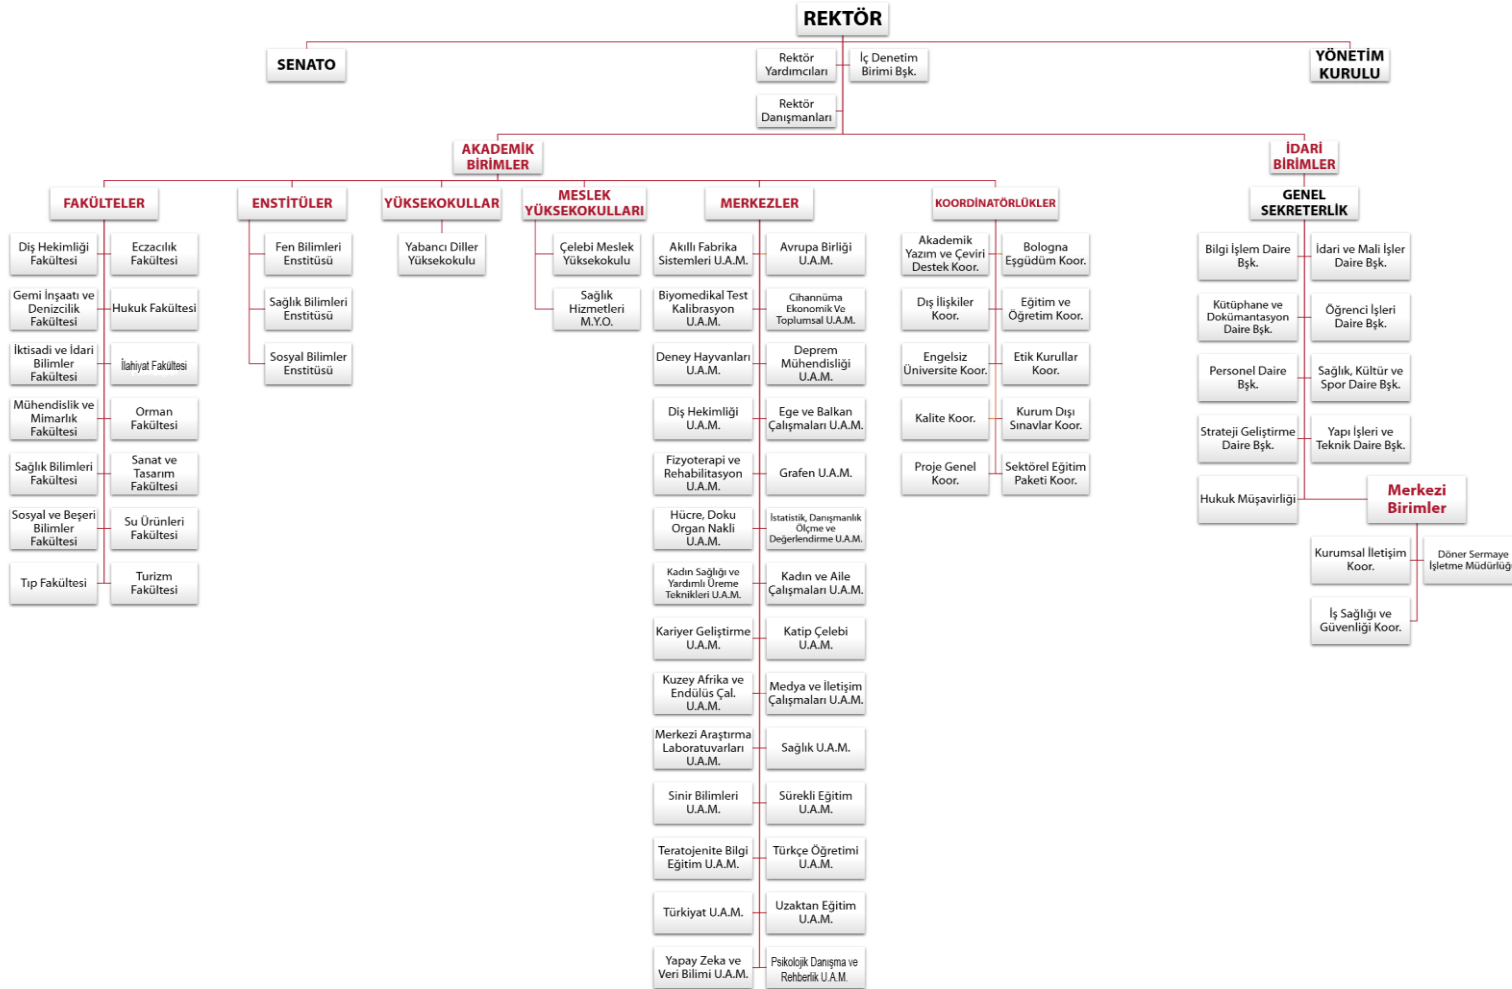 REKTÖR
SENATO
Rektör
Yardımcıları
İç Denetim
Birimi Bşk.
YÖNETİM
KURULU
Rektör
Danışmanları
AKADEMİK
BİRİMLER
İDARİ
BİRİMLER
FAKÜLTELER
Diş Hekimliği
Fakültesi
Eczacılık
Fakültesi
Gemi İnşaatı ve
Denizcilik
Fakültesi
Hukuk Fakültesi
İktisadi ve İdari
Bilimler
Fakültesi
İlahiyat Fakültesi
Mühendislik ve
Mimarlık
Fakültesi
Orman
Fakültesi
Sağlık Bilimleri
Fakültesi
Sanat ve
Tasarım
Fakültesi
Sosyal ve Beşeri
Bilimler
Fakültesi
Su Ürünleri
Fakültesi
Tıp Fakültesi
Turizm
Fakültesi
ENSTİTÜLER
Fen Bilimleri
Enstitüsü
Sağlık Bilimleri
Enstitüsü
Sosyal Bilimler
Enstitüsü
YÜKSEKOKULLAR
Yabancı Diller
Yüksekokulu
MESLEK
YÜKSEKOKULLARI
Çelebi Meslek
Yüksekokulu
Sağlık
Hizmetleri
M.Y.O.
MERKEZLER
Akıllı Fabrika
Sistemleri U.A.M.
Avrupa Birliği
U.A.M.
Biyomedikal Test
Kalibrasyon
U.A.M.
Cihannüma
Ekonomik Ve
Toplumsal U.A.M.
Deney Hayvanları
U.A.M.
Deprem
Mühendisliği
U.A.M.
Diş Hekimliği
U.A.M.
Ege ve Balkan
Çalışmaları U.A.M.
Fizyoterapi ve
Rehabilitasyon
U.A.M.
Grafen U.A.M.
Hücre, Doku
Organ Nakli
U.A.M.
İstatistik, Danışmanlık
Ölçme ve
Değerlendirme U.A.M.
Kadın Sağlığı ve
Yardımlı Üreme
Teknikleri U.A.M.
Kadın ve Aile
Çalışmaları U.A.M.
Kariyer Geliştirme
U.A.M.
Katip Çelebi
U.A.M.
Kuzey Afrika ve
Endülüs Çal.
U.A.M.
Medya ve İletişim
Çalışmaları U.A.M.
Merkezi Araştırma
Laboratuvarları
U.A.M.
Sağlık U.A.M.
Sinir Bilimleri
U.A.M.
Sürekli Eğitim
U.A.M.
Teratojenite Bilgi
Eğitim U.A.M.
Türkçe Öğretimi
U.A.M.
Türkiyat U.A.M.
Uzaktan Eğitim
U.A.M.
Yapay Zeka ve
Veri Bilimi U.A.M.
Psikolojik Danışma ve
Rehberlik U.A.M.
KOORDİNATÖRLÜKLER
Akademik
Yazım ve Çeviri
Destek Koor.
Bologna
Eşgüdüm Koor.
Dış İlişkiler
Koor.
Eğitim ve
Öğretim Koor.
Engelsiz
Üniversite Koor.
Etik Kurullar
Koor.
Kalite Koor.
Kurum Dışı
Sınavlar Koor.
Proje Genel
Koor.
Sektörel Eğitim
Paketi Koor.
GENEL
SEKRETERLİK
Bilgi İşlem Daire
Bşk.
İdari ve Mali İşler
Daire Bşk.
Kütüphane ve
Dokümantasyon
Daire Bşk.
Öğrenci İşleri
Daire Bşk.
Personel Daire
Bşk.
Sağlık, Kültür ve
Spor Daire Bşk.
Strateji Geliştirme
Daire Bşk.
Yapı İşleri ve
Teknik Daire Bşk.
Hukuk Müşavirliği
Merkezi
Birimler
Kurumsal İletişim
Koor.
Döner Sermaye
İşletme Müdürlüğü
İş Sağlığı ve
Güvenliği Koor.